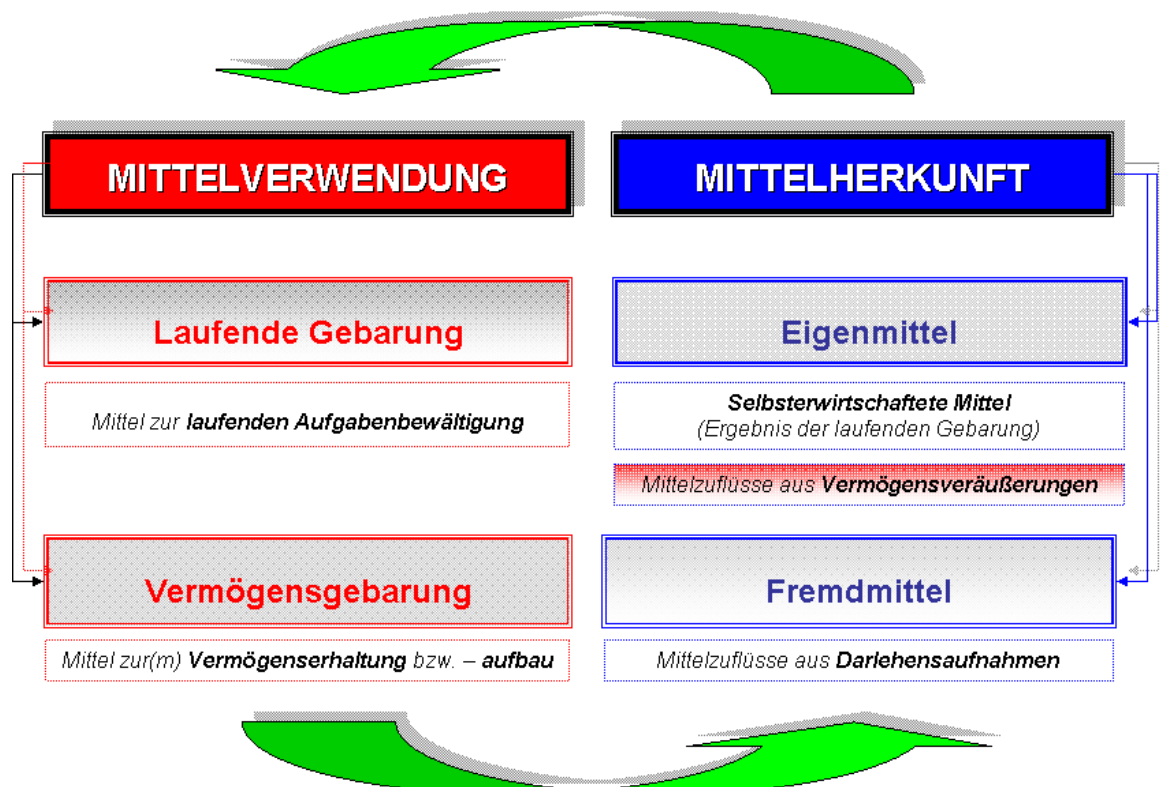 MITTELVERWENDUNG
MITTELHERKUNFT
Laufende Gebarung
Eigenmittel
Mittel zur laufenden Aufgabenbewältigung
Selbsterwirtschaftete Mittel
(Ergebnis der laufenden Gebarung)
Mittelzuflüsse aus Vermögensveräußerungen
Vermögensgebarung
Fremdmittel
Mittel zur(m) Vermögenserhaltung bzw. – aufbau
Mittelzuflüsse aus Darlehensaufnahmen